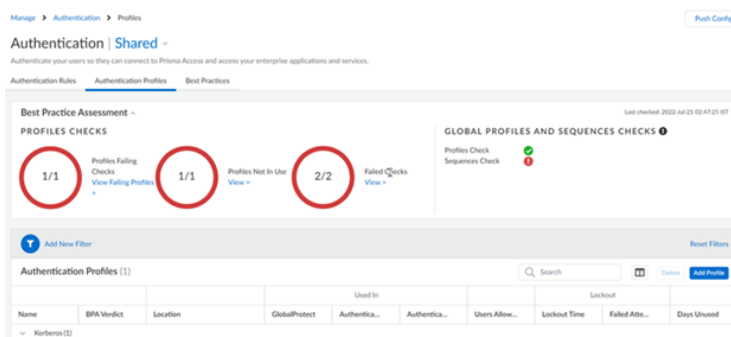 Manage > Authentication > Profiles
Push Config
Authentication | Shared
Authenticate your users so they can connect to Prisma Access and access your enterprise applications and services.
Authentication Rules Authentication Profiles Best Practices
Best Practice Assessment
Last checked: 2022-Jul-21 02:47:25 IST
PROFILES CHECKS
1/1
Profiles Failing
Checks
View Failing Profiles
>
1/1
Profiles Not In Use
View >
2/2
Failed Checks
View >
GLOBAL PROFILES AND SEQUENCES CHECKS
Profiles Check
Sequences Check
Add New Filter
Reset Filters
Authentication Profiles (1)
Search
Delete
Add Profile
Used In
Lockout
Name BPA Verdict Location GlobalProtect Authentica... Authentica... Users Allow... Lockout Time Failed Atte... Days Unused
Kerberos (1)